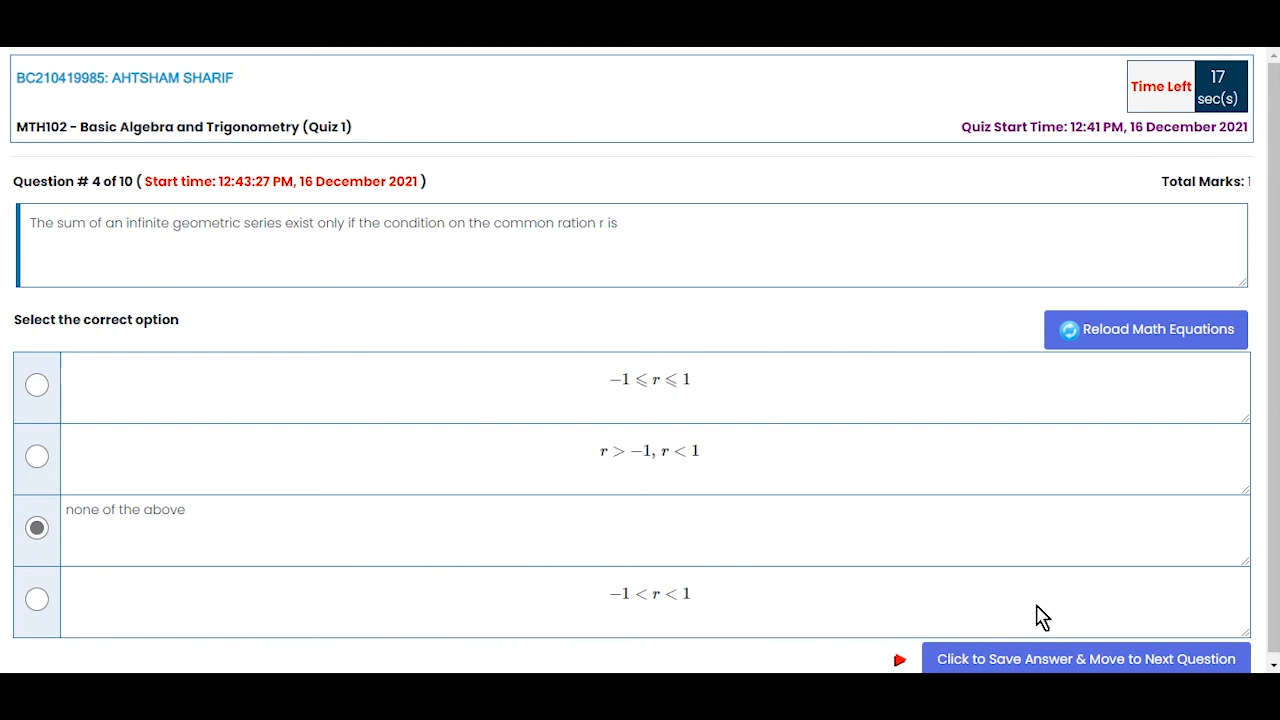 BC210419985: AHTSHAM SHARIF
Time Left
17
sec(s)
MTH102 - Basic Algebra and Trigonometry (Quiz 1)
Quiz Start Time: 12:41 PM, 16 December 2021
Question # 4 of 10 ( Start time: 12:43:27 PM, 16 December 2021 )
Total Marks: 1
The sum of an infinite geometric series exist only if the condition on the common ration r is
Select the correct option
Reload Math Equations
−1 ⩽ r ⩽ 1
r > −1, r < 1
none of the above
−1 < r < 1
Click to Save Answer & Move to Next Question